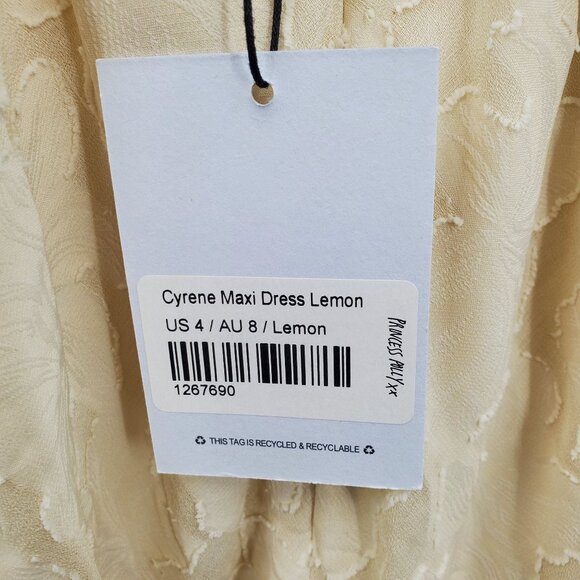 Cyrene Maxi Dress Lemon
US 4 / AU 8 / Lemon
1267690
PRINCESS POLLY xx
♻ THIS TAG IS RECYCLED & RECYCLABLE ♻